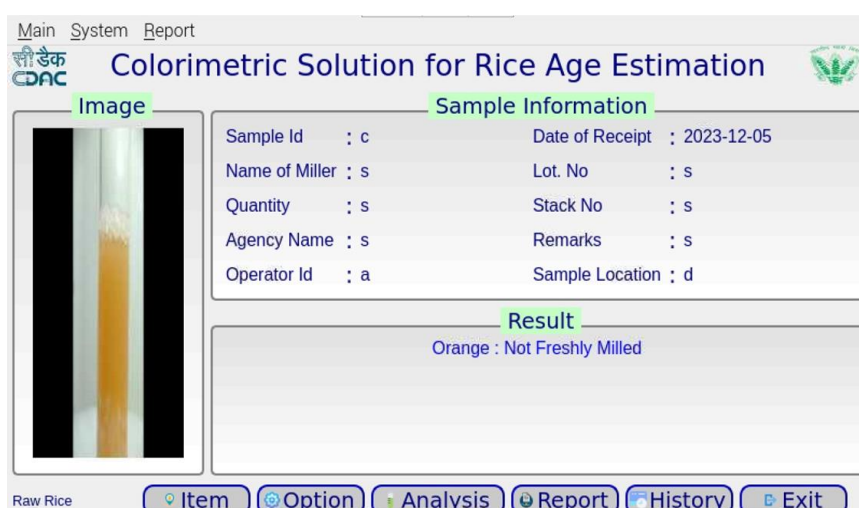 Main System Report
सी डैक
CDAC
Colorimetric Solution for Rice Age Estimation
Image
Sample Information
Sample Id : c
Date of Receipt : 2023-12-05
Name of Miller : s
Lot. No : s
Quantity : s
Stack No : s
Agency Name : s
Remarks : s
Operator Id : a
Sample Location : d
Result
Orange : Not Freshly Milled
Raw Rice
Item
Option
Analysis
Report
History
Exit